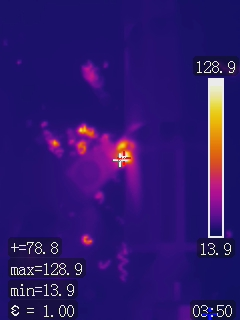 128.9
13.9
+=78.8
max=128.9
min=13.9
ε = 1.00
03:50